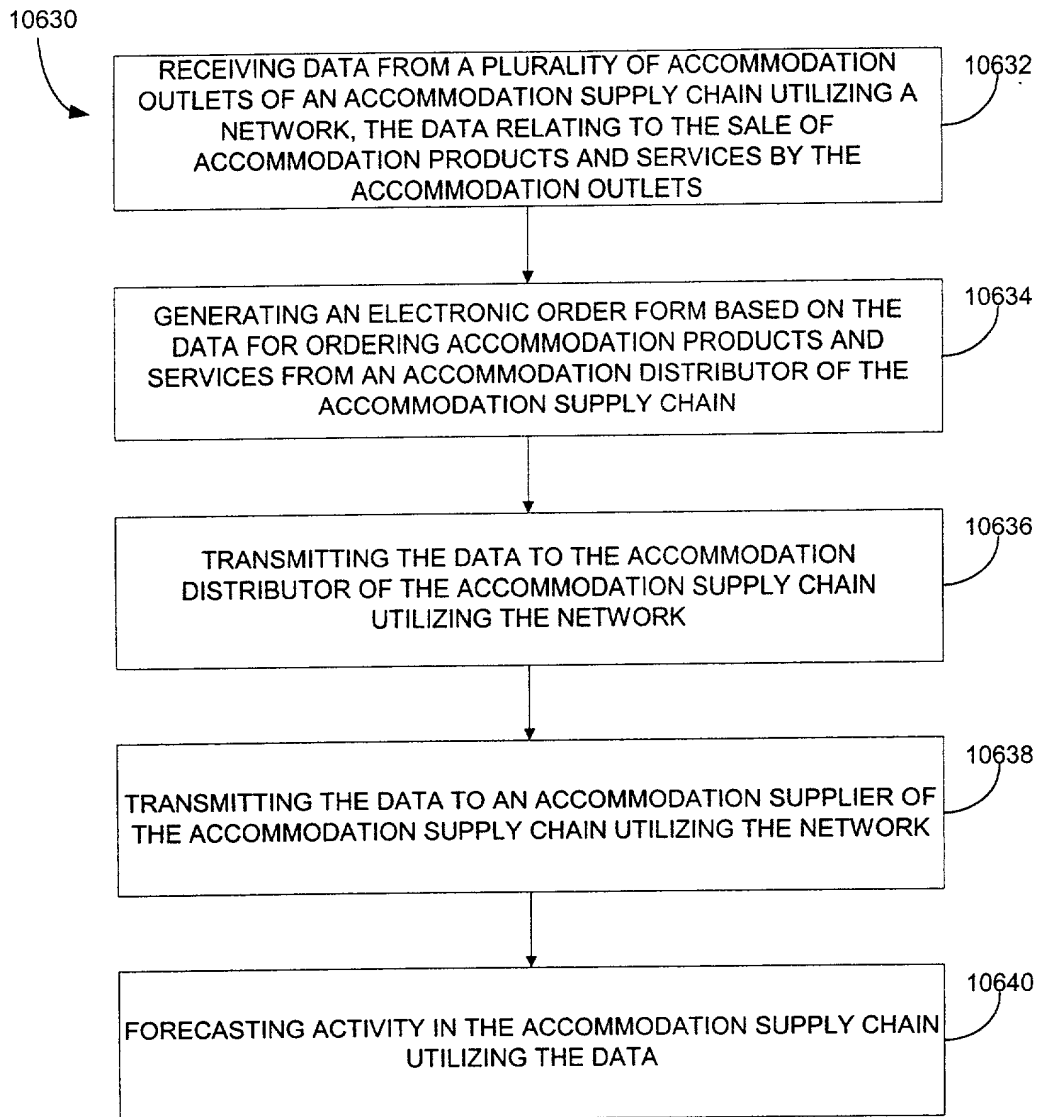 10630
RECEIVING DATA FROM A PLURALITY OF ACCOMMODATION
OUTLETS OF AN ACCOMMODATION SUPPLY CHAIN UTILIZING A
NETWORK, THE DATA RELATING TO THE SALE OF
ACCOMMODATION PRODUCTS AND SERVICES BY THE
ACCOMMODATION OUTLETS
10632
GENERATING AN ELECTRONIC ORDER FORM BASED ON THE
DATA FOR ORDERING ACCOMMODATION PRODUCTS AND
SERVICES FROM AN ACCOMMODATION DISTRIBUTOR OF THE
ACCOMMODATION SUPPLY CHAIN
10634
TRANSMITTING THE DATA TO THE ACCOMMODATION
DISTRIBUTOR OF THE ACCOMMODATION SUPPLY CHAIN
UTILIZING THE NETWORK
10636
TRANSMITTING THE DATA TO AN ACCOMMODATION SUPPLIER OF
THE ACCOMMODATION SUPPLY CHAIN UTILIZING THE NETWORK
10638
FORECASTING ACTIVITY IN THE ACCOMMODATION SUPPLY CHAIN
UTILIZING THE DATA
10640